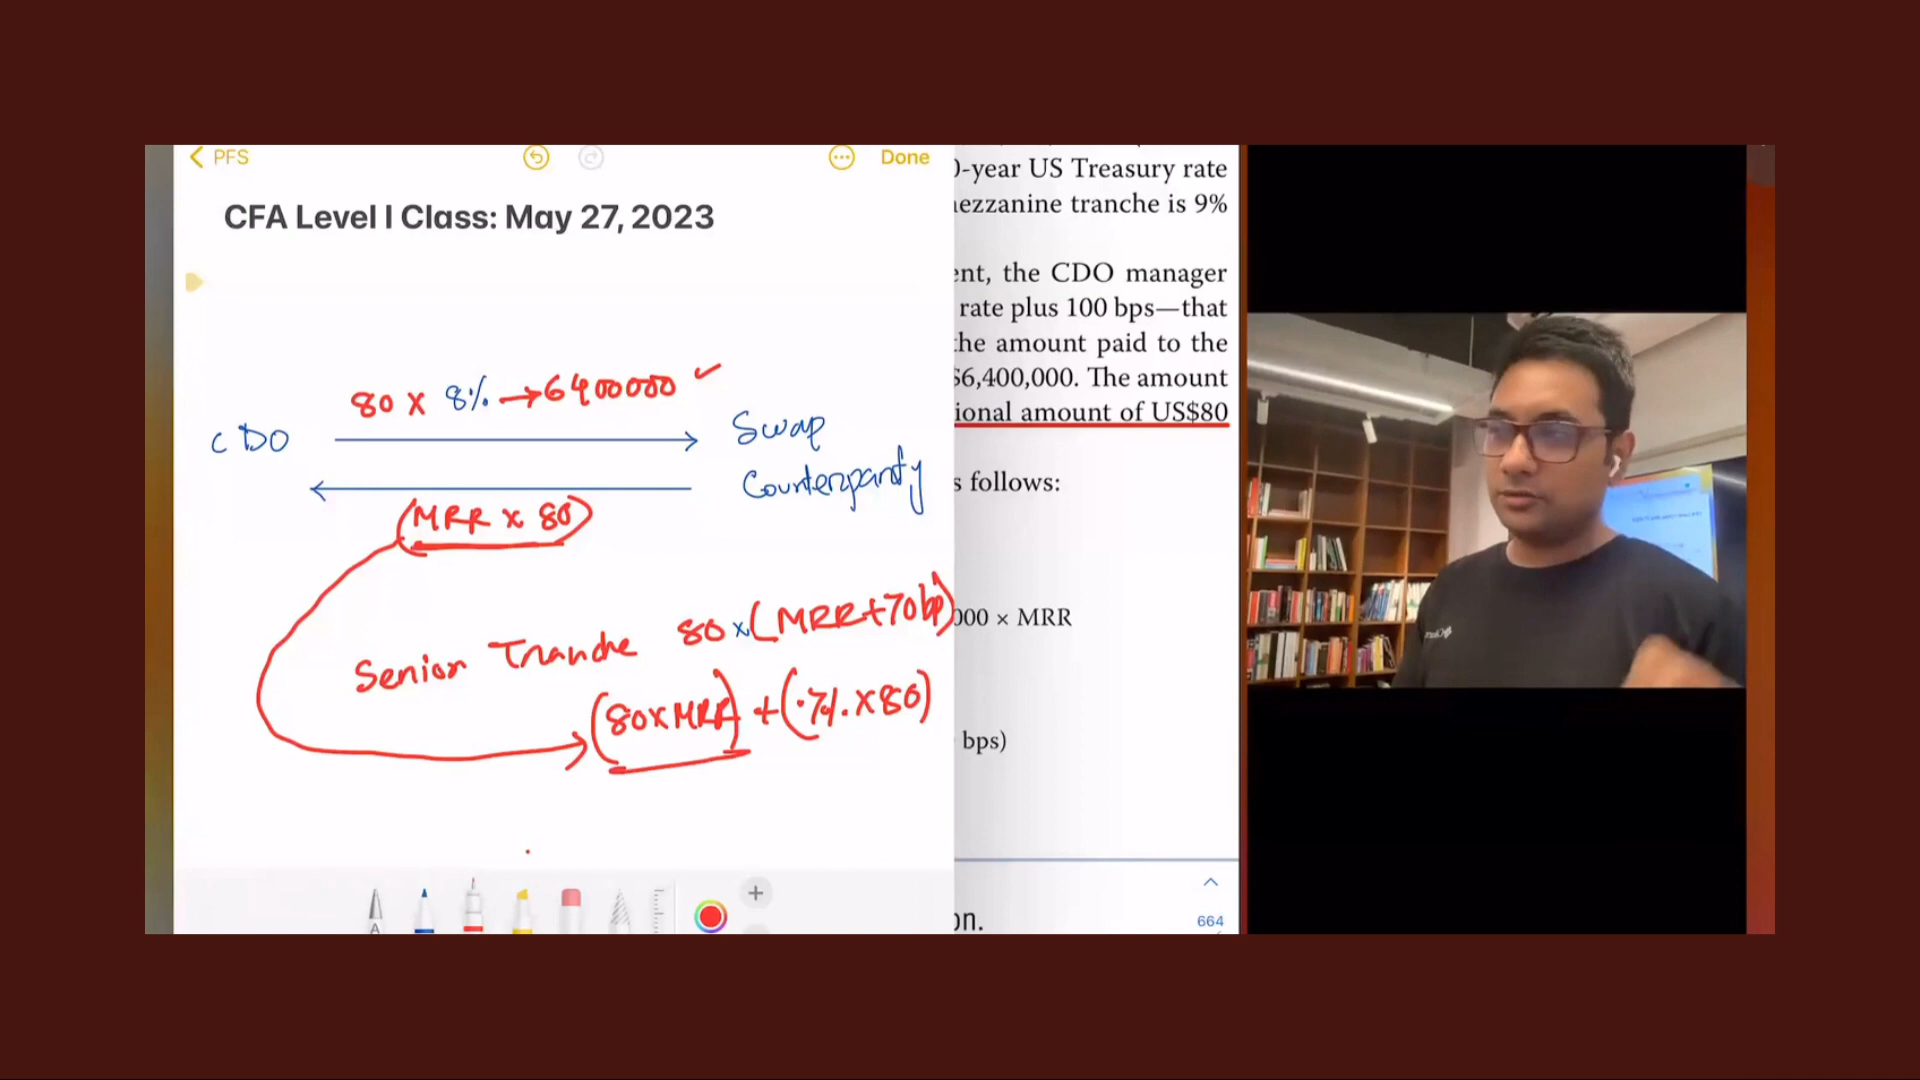 PFS
Done
CFA Level I Class: May 27, 2023
80 x 8% → 6400000 ✓
CDO
Swap
Counterparty
(MRR x 80)
Senior Tranche 80 x (MRR+70bp)
(80xMRR) + (.7%. x 80)
-year US Treasury rate
ezzanine tranche is 9%
ent, the CDO manager
rate plus 100 bps—that
the amount paid to the
$6,400,000. The amount
ional amount of US$80
s follows:
000 × MRR
bps)
on.
664
A